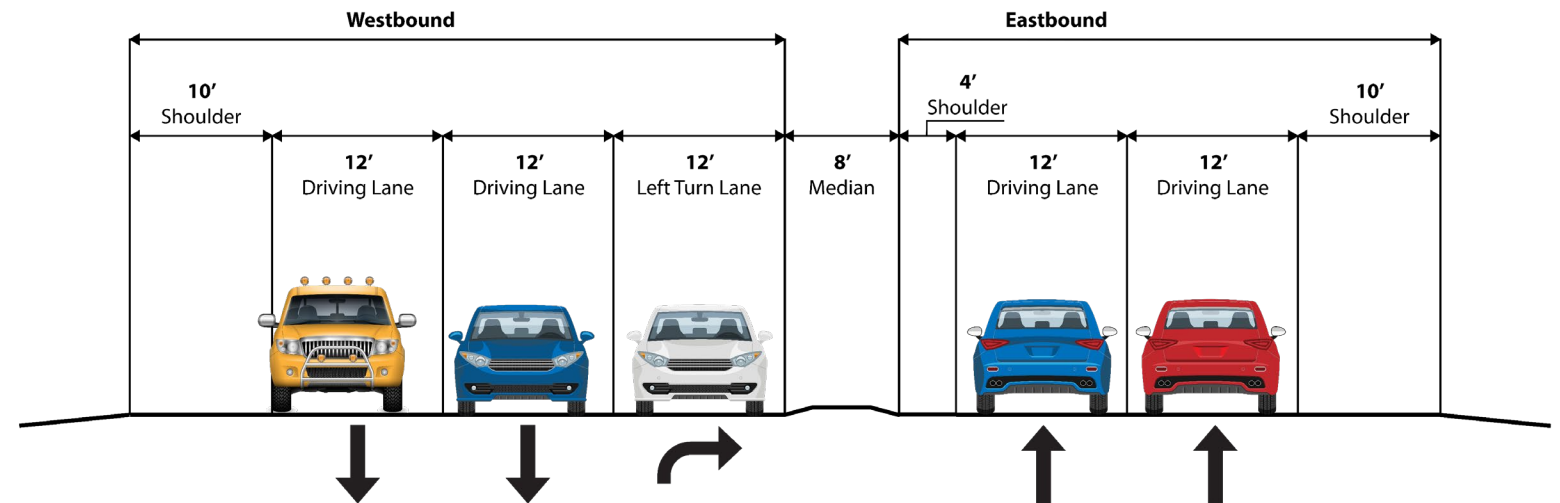 Westbound
Eastbound
10’
Shoulder
4’
Shoulder
10’
Shoulder
12’
Driving Lane
12’
Driving Lane
12’
Left Turn Lane
8’
Median
12’
Driving Lane
12’
Driving Lane